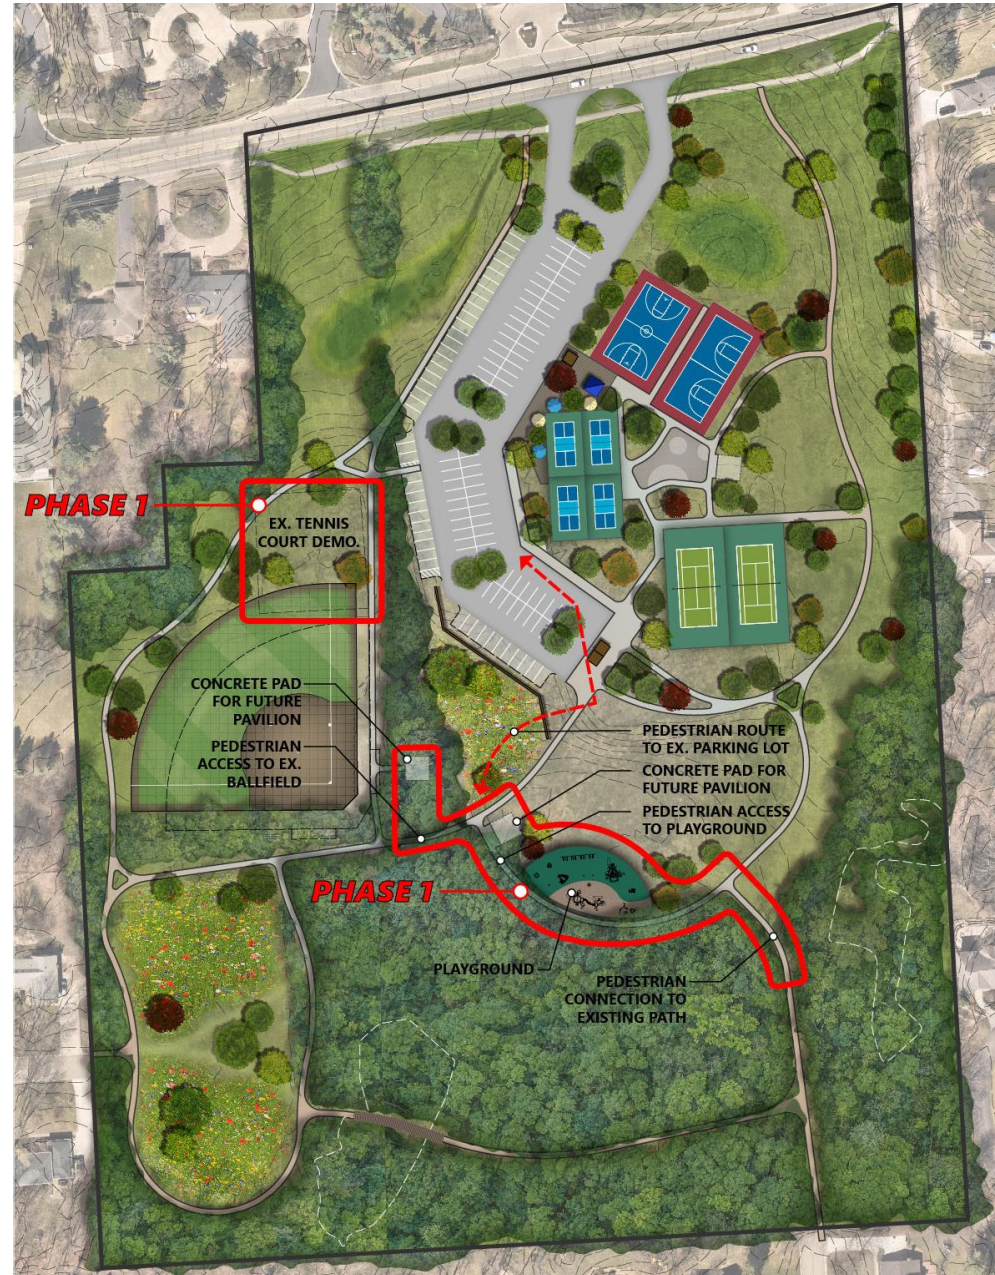 PHASE 1
EX. TENNIS
COURT DEMO.
CONCRETE PAD
FOR FUTURE
PAVILION
PEDESTRIAN
ACCESS TO EX.
BALLFIELD
PEDESTRIAN ROUTE
TO EX. PARKING LOT
CONCRETE PAD FOR
FUTURE PAVILION
PEDESTRIAN ACCESS
TO PLAYGROUND
PHASE 1
PLAYGROUND
PEDESTRIAN
CONNECTION TO
EXISTING PATH